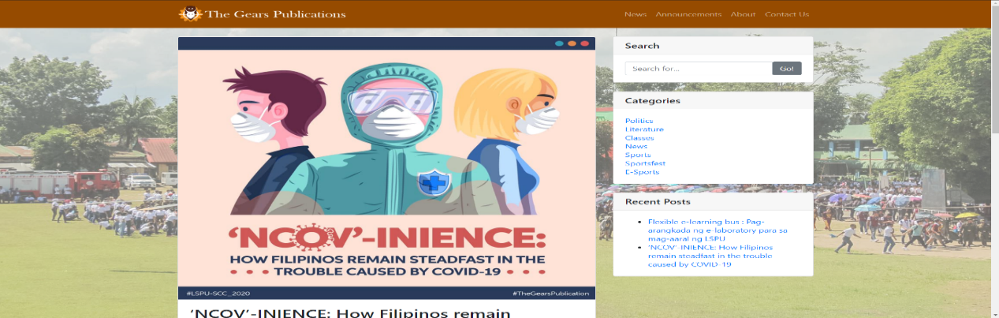 The Gears Publications
News Announcements About Contact Us
'NCOV'-INIENCE:
HOW FILIPINOS REMAIN STEADFAST IN THE
TROUBLE CAUSED BY COVID-19
#LSPU-SCC_2020 #TheGearsPublication
'NCOV'-INIENCE: How Filipinos remain
Search
Search for... Go!
Categories
Politics
Literature
Classes
News
Sports
Sportsfest
E-Sports
Recent Posts
Flexible e-learning bus : Pag-
arangkada ng e-laboratory para sa
mag-aaral ng LSPU
'NCOV'-INIENCE: How Filipinos
remain steadfast in the trouble
caused by COVID-19